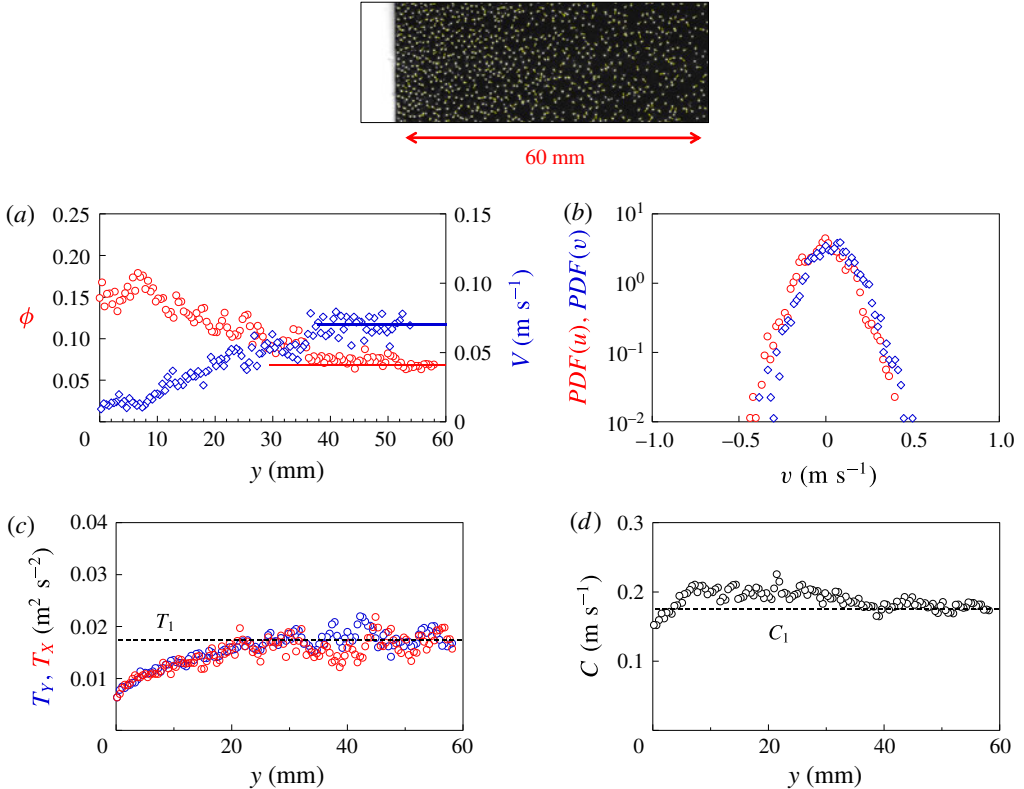 60 mm
(a)
0.25
0.20
0.15
0.10
0.05
0
10
20
30
40
50
60
0.15
0.10
0.05
0
ϕ
V (m s⁻¹)
y (mm)
(b)
10¹
10⁰
10⁻¹
10⁻²
−1.0
−0.5
0
0.5
1.0
PDF(u), PDF(v)
v (m s⁻¹)
(c)
0.04
0.03
0.02
0.01
0
20
40
60
T₁
T_Y, T_X (m² s⁻²)
y (mm)
(d)
0.3
0.2
0.1
0
20
40
60
C₁
C (m s⁻¹)
y (mm)